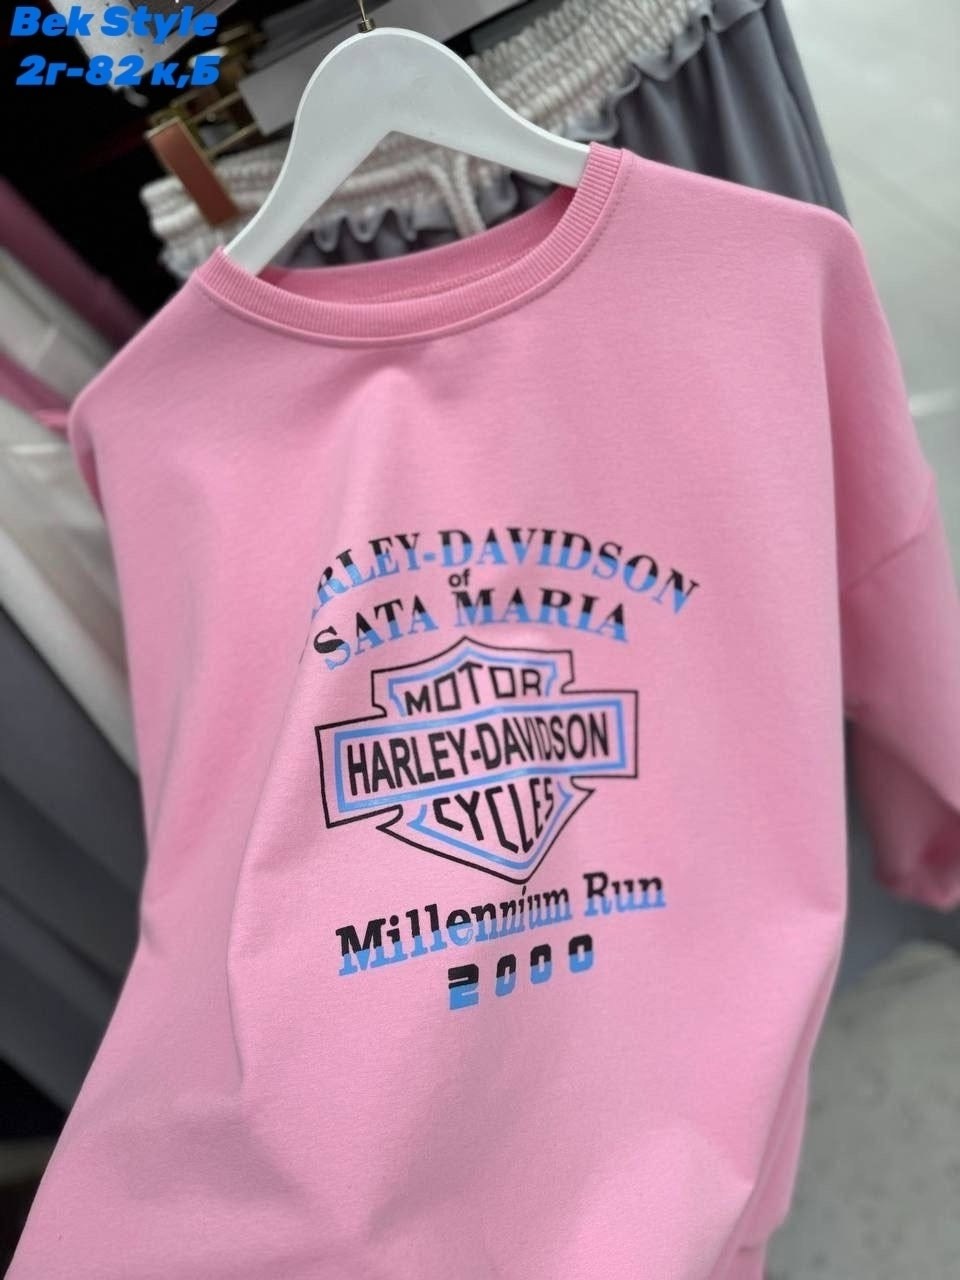 Bek Style
2г-82 к,Б
RLEY-DAVIDSON
of
SATA MARIA
MOTOR
HARLEY-DAVIDSON
CYCLES
Millennium Run
2000